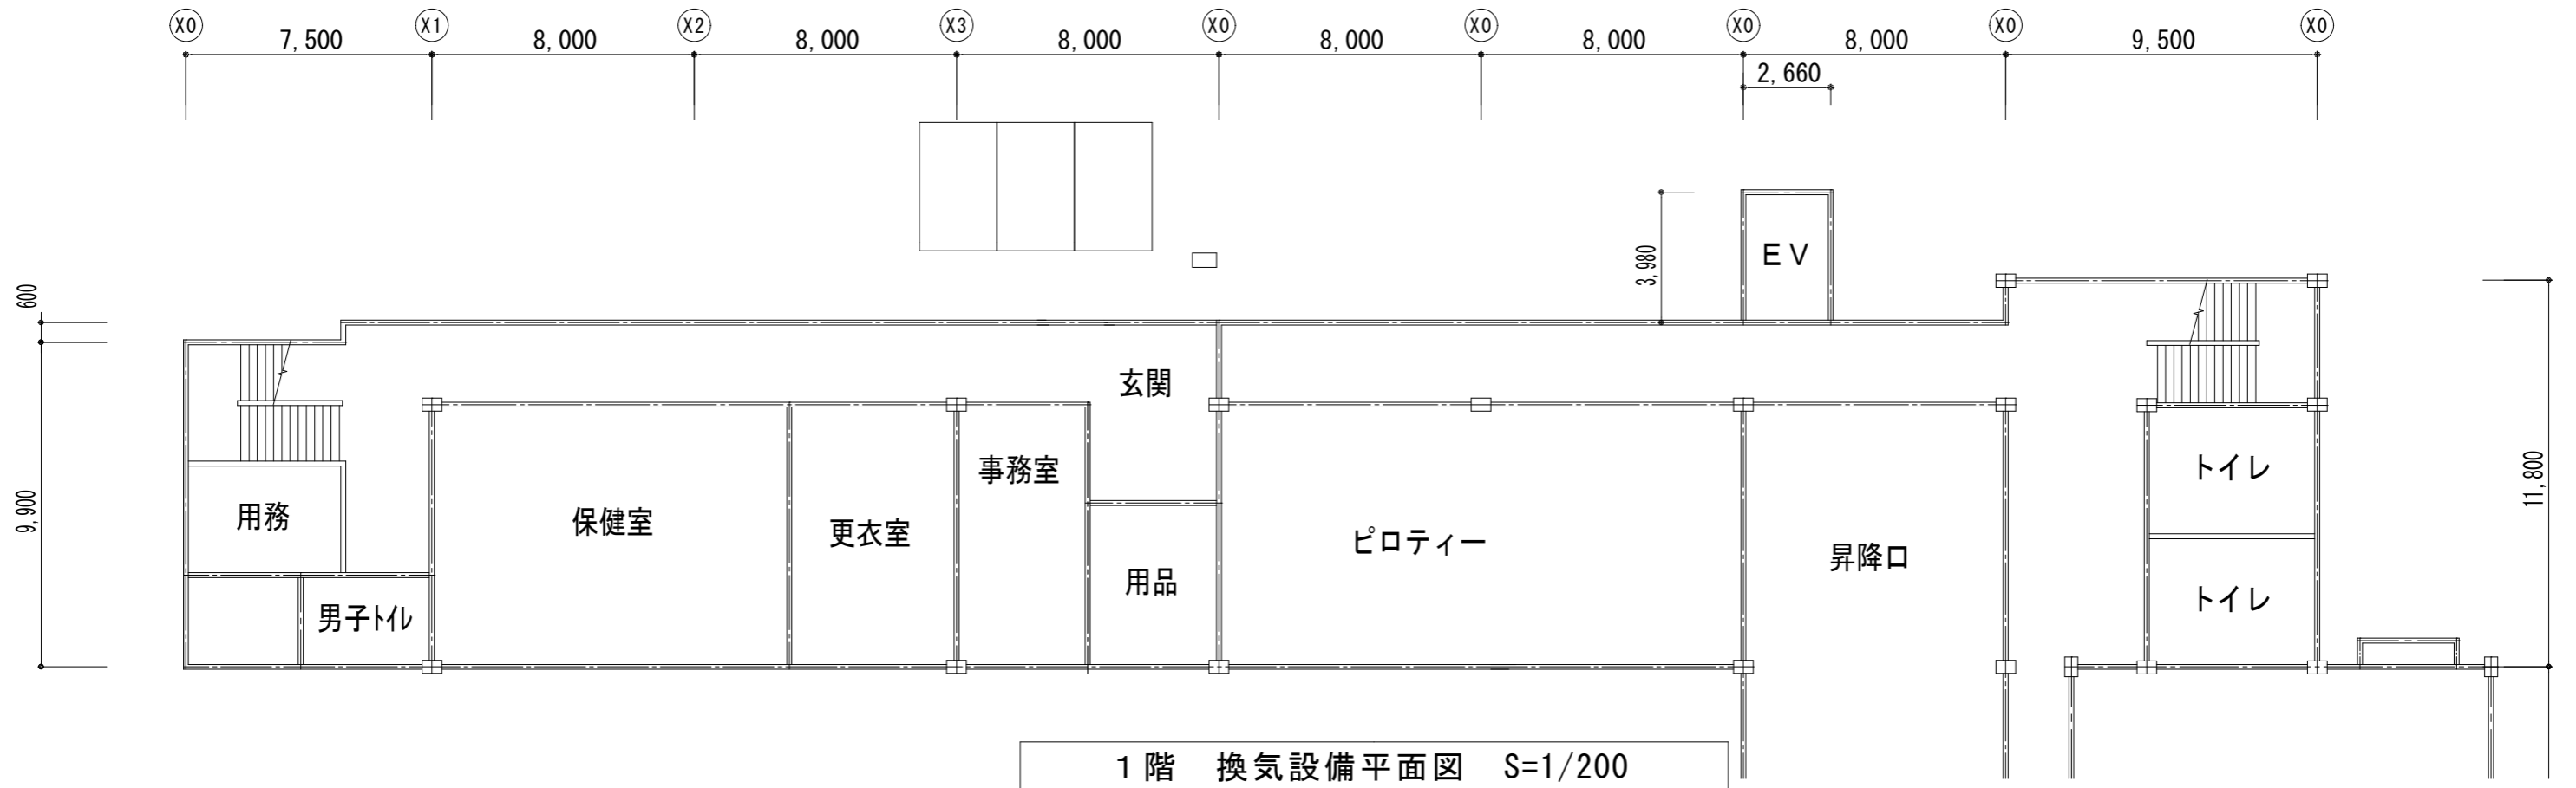 X0 X1 X2 X3 X0 X0 X0 X0 X0
7,500 8,000 8,000 8,000 8,000 8,000 8,000 9,500
2,660
3,980
EV
600
玄関
事務室
トイレ
9,900
11,800
用務
保健室
更衣室
ピロティー
昇降口
用品
トイレ
男子ﾄｲﾚ
1階 換気設備平面図 S=1/200